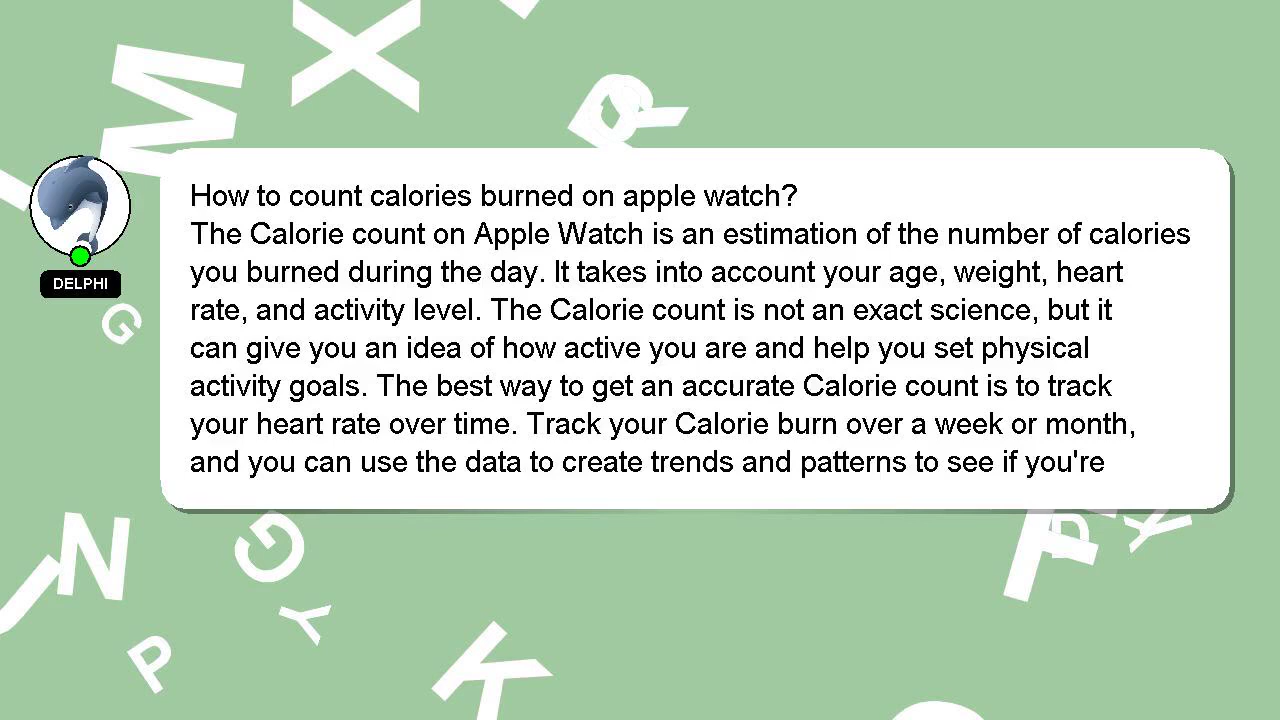 How to count calories burned on apple watch?
The Calorie count on Apple Watch is an estimation of the number of calories
you burned during the day. It takes into account your age, weight, heart
rate, and activity level. The Calorie count is not an exact science, but it
can give you an idea of how active you are and help you set physical
activity goals. The best way to get an accurate Calorie count is to track
your heart rate over time. Track your Calorie burn over a week or month,
and you can use the data to create trends and patterns to see if you're
DELPHI
M
X
G
N
G
Y
P
K
F
D
Y